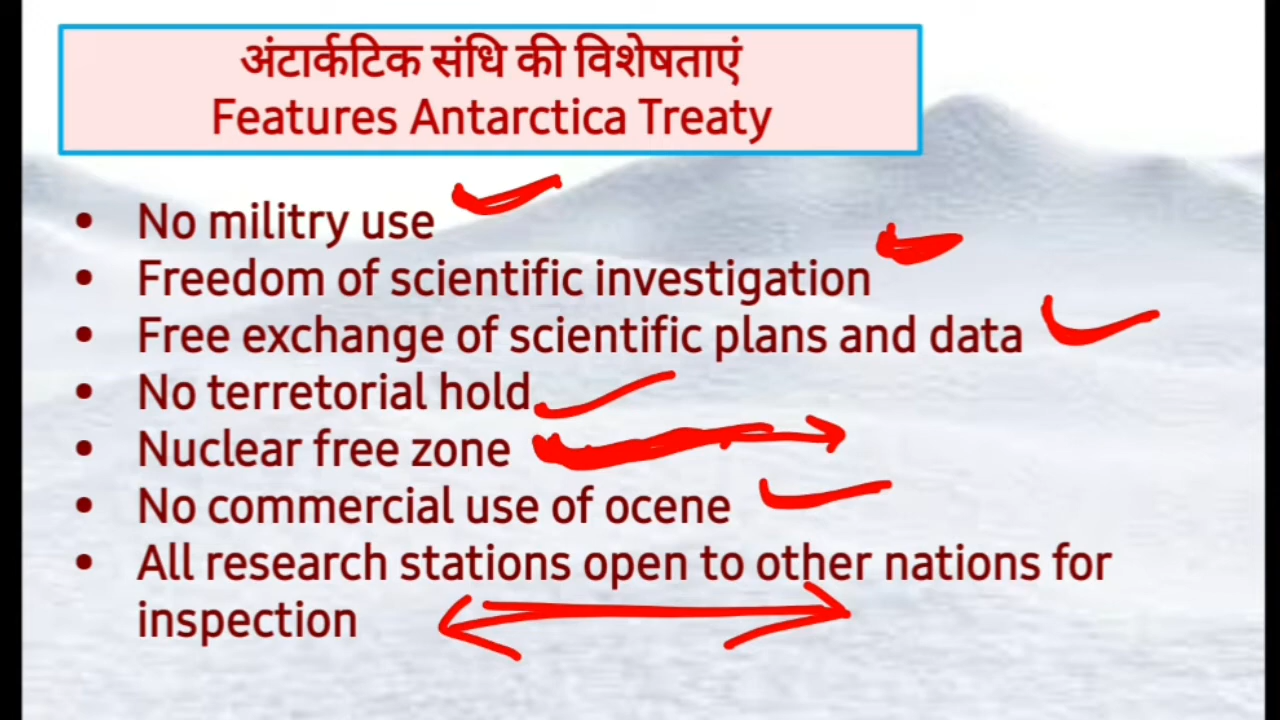 अंटार्कटिक संधि की विशेषताएं
Features Antarctica Treaty
• No militry use
• Freedom of scientific investigation
• Free exchange of scientific plans and data
• No terretorial hold
• Nuclear free zone
• No commercial use of ocene
• All research stations open to other nations for
inspection